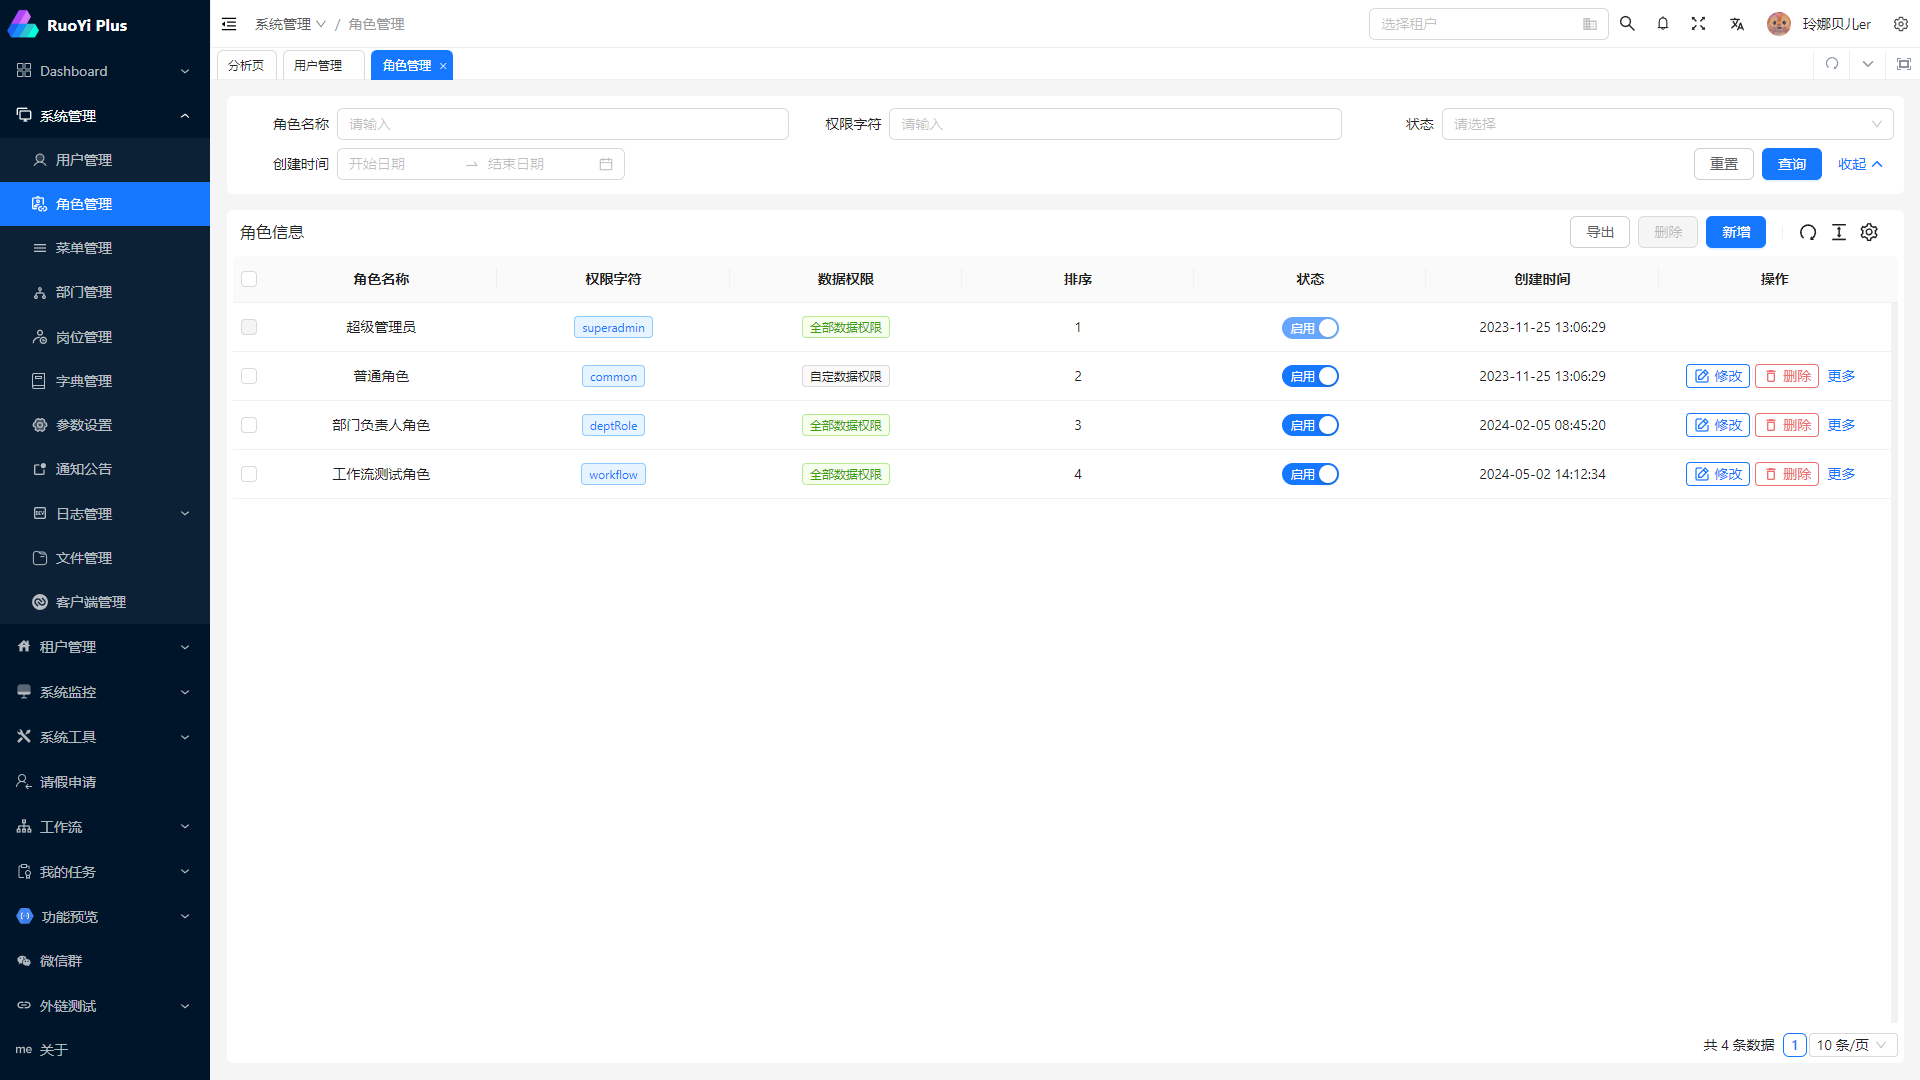 RuoYi Plus
Dashboard
系统管理
用户管理
角色管理
菜单管理
部门管理
岗位管理
字典管理
参数设置
通知公告
日志管理
文件管理
客户端管理
租户管理
系统监控
系统工具
请假申请
工作流
我的任务
功能预览
微信群
外链测试
me 关于
系统管理 / 角色管理
选择租户
玲娜贝儿er
分析页 用户管理 角色管理
角色名称 请输入 权限字符 请输入 状态 请选择
创建时间 开始日期 结束日期 重置 查询 收起
角色信息 导出 删除 新增
角色名称 权限字符 数据权限 排序 状态 创建时间 操作
超级管理员 superadmin 全部数据权限 1 启用 2023-11-25 13:06:29
普通角色 common 自定数据权限 2 启用 2023-11-25 13:06:29 修改 删除 更多
部门负责人角色 deptRole 全部数据权限 3 启用 2024-02-05 08:45:20 修改 删除 更多
工作流测试角色 workflow 全部数据权限 4 启用 2024-05-02 14:12:34 修改 删除 更多
共 4 条数据 1 10 条/页